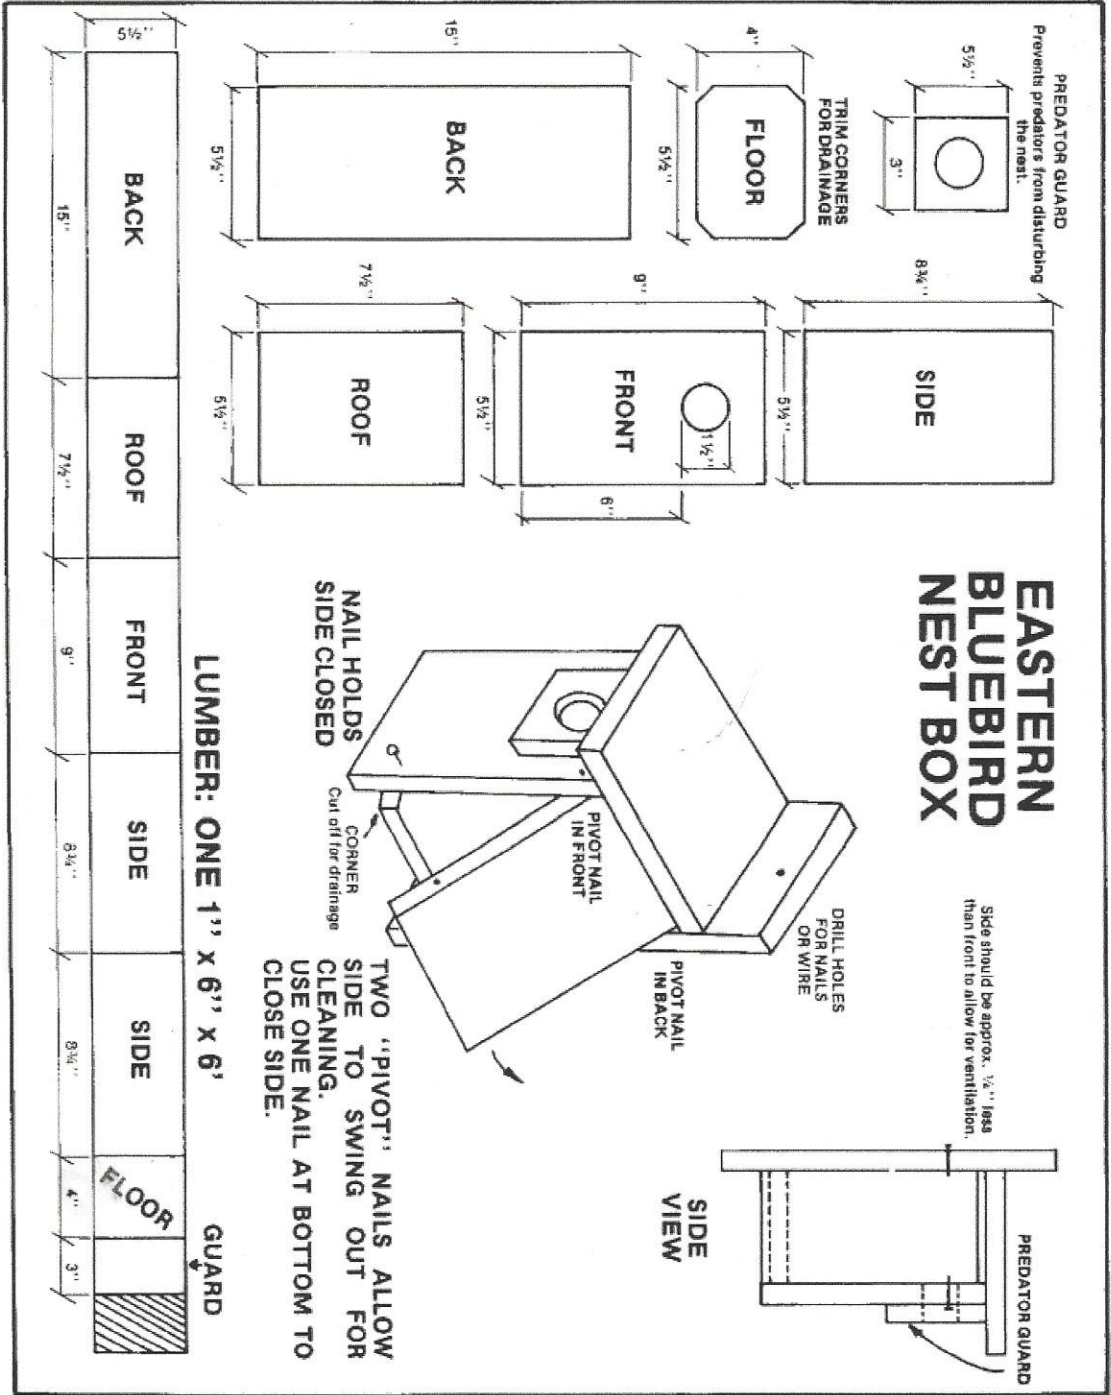 PREDATOR GUARD
Prevents predators from disturbing
the nest.
5½''
3''
8¾''
5½''
SIDE
EASTERN
BLUEBIRD
NEST BOX
Side should be approx. ¼'' less
than front to allow for ventilation.
PREDATOR GUARD
SIDE
VIEW
TRIM CORNERS
FOR DRAINAGE
4''
FLOOR
5½''
9''
1½''
6''
FRONT
5½''
DRILL HOLES
FOR NAILS
OR WIRE
PIVOT NAIL
IN BACK
PIVOT NAIL
IN FRONT
CORNER
Cut off for drainage
NAIL HOLDS
SIDE CLOSED
15''
BACK
5½''
7½''
ROOF
5½''
TWO ''PIVOT'' NAILS ALLOW
SIDE TO SWING OUT FOR
CLEANING.
USE ONE NAIL AT BOTTOM TO
CLOSE SIDE.
LUMBER: ONE 1'' x 6'' x 6'
GUARD
5½''
BACK
ROOF
FRONT
SIDE
SIDE
FLOOR
15''
7½''
9''
8¾''
8¾''
4''
3''